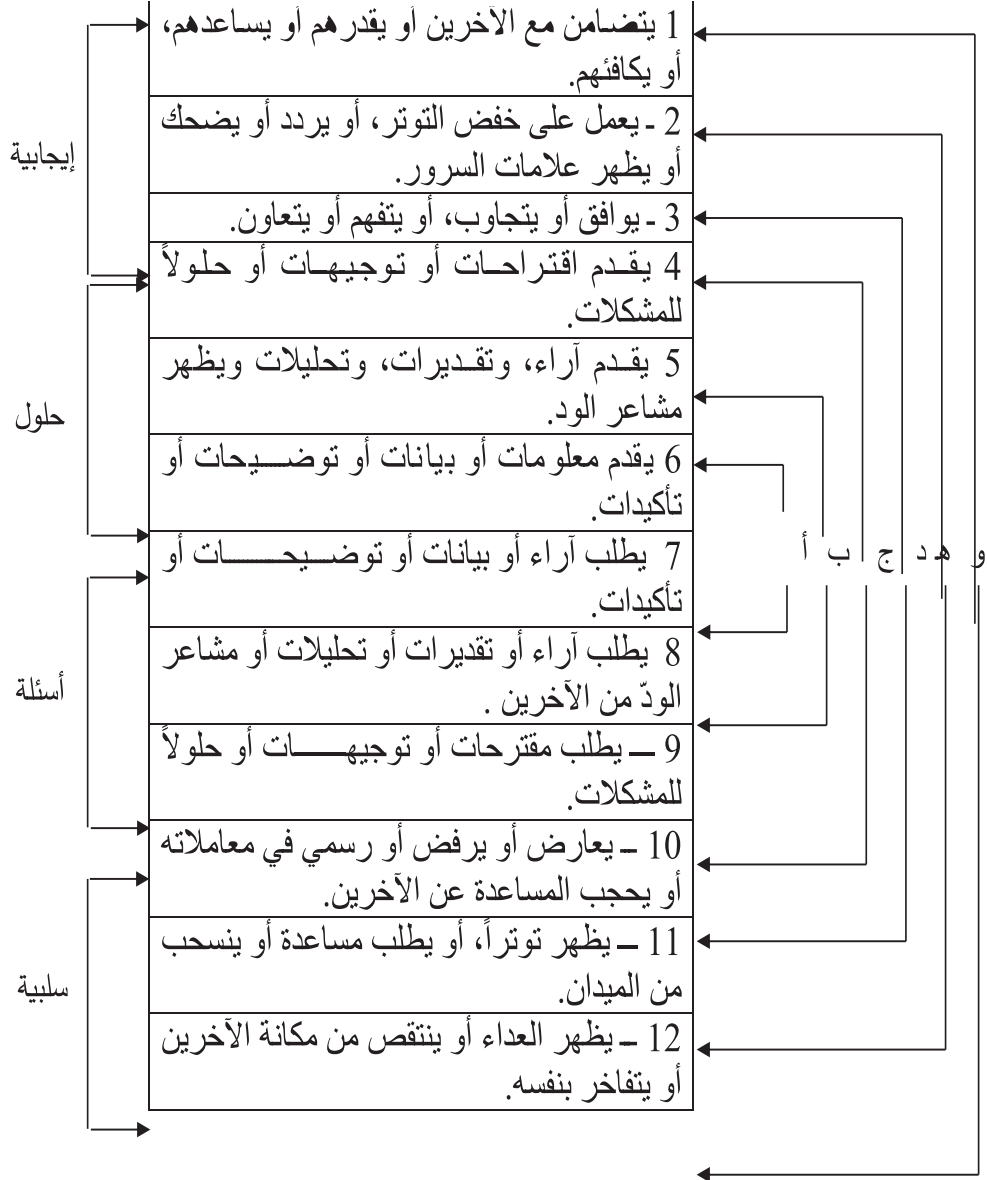 1 يتضامن مع الآخرين أو يقدرهم أو يساعدهم،
أو يكافئهم.
2 ـ يعمل على خفض التوتر، أو يردد أو يضحك
أو يظهر علامات السرور.
3 ـ يوافق أو يتجاوب، أو يتفهم أو يتعاون.
4 يقدم اقتراحات أو توجيهات أو حلولاً
للمشكلات.
5 يقدم آراء، وتقديرات، وتحليلات ويظهر
مشاعر الود.
6 يقدم معلومات أو بيانات أو توضيحات أو
تأكيدات.
7 يطلب آراء أو بيانات أو توضيحات أو
تأكيدات.
8 يطلب آراء أو تقديرات أو تحليلات أو مشاعر
الودّ من الآخرين .
9 ــ يطلب مقترحات أو توجيهات أو حلولاً
للمشكلات.
10 ــ يعارض أو يرفض أو رسمي في معاملاته
أو يحجب المساعدة عن الآخرين.
11 ــ يظهر توتراً، أو يطلب مساعدة أو ينسحب
من الميدان.
12 ــ يظهر العداء أو ينتقص من مكانة الآخرين
أو يتفاخر بنفسه.
إيجابية
حلول
أسئلة
سلبية
أ ب ج د هـ و